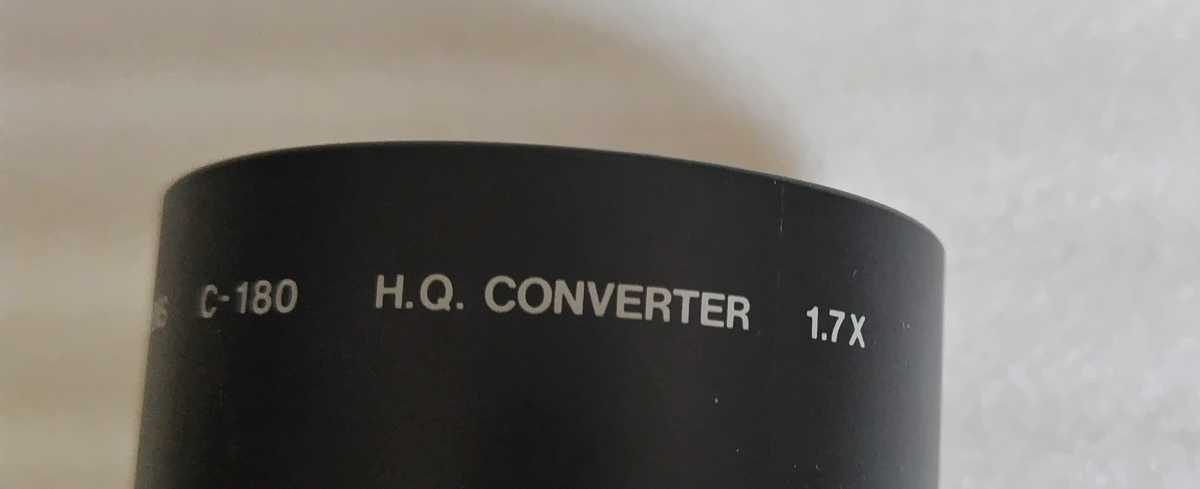 C-180 H.Q. CONVERTER 1.7X